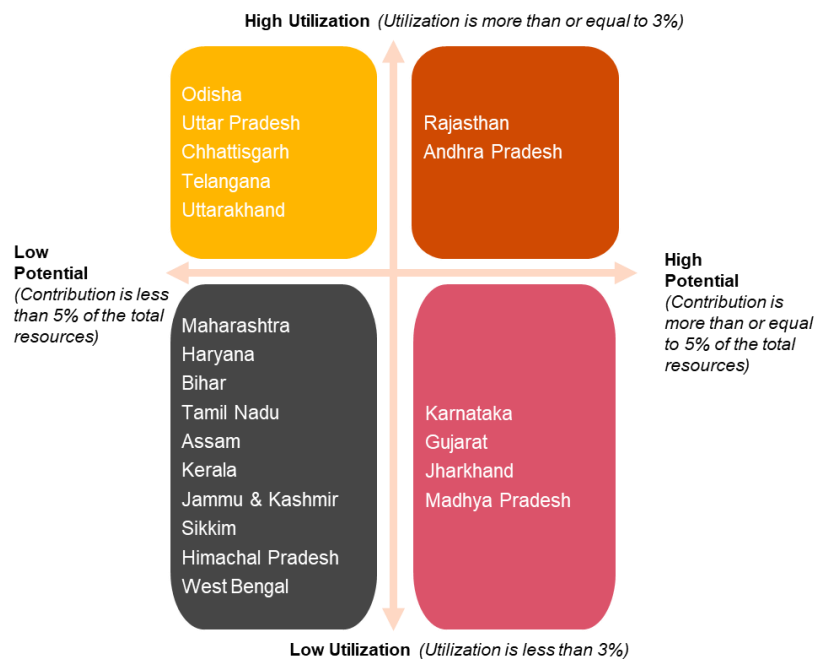 High Utilization (Utilization is more than or equal to 3%)
Odisha
Uttar Pradesh
Chhattisgarh
Telangana
Uttarakhand
Rajasthan
Andhra Pradesh
Low
Potential
(Contribution is less
than 5% of the total
resources)
High
Potential
(Contribution is
more than or equal
to 5% of the total
resources)
Maharashtra
Haryana
Bihar
Tamil Nadu
Assam
Kerala
Jammu & Kashmir
Sikkim
Himachal Pradesh
West Bengal
Karnataka
Gujarat
Jharkhand
Madhya Pradesh
Low Utilization (Utilization is less than 3%)